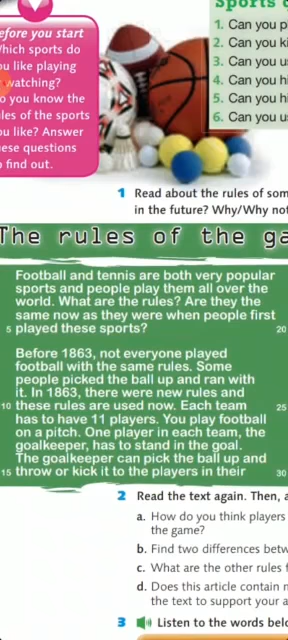 Sports
efore you start
hich sports do
ou like playing
watching?
o you know the
les of the sports
ou like? Answer
ese questions
find out.
1. Can you p
2. Can you ki
3. Can you u
4. Can you hi
5. Can you hi
6. Can you u
1 Read about the rules of som
in the future? Why/Why not
The rules of the ga
Football and tennis are both very popular
sports and people play them all over the
world. What are the rules? Are they the
same now as they were when people first
5 played these sports?
20
Before 1863, not everyone played
football with the same rules. Some
people picked the ball up and ran with
it. In 1863, there were new rules and
10 these rules are used now. Each team
25
has to have 11 players. You play football
on a pitch. One player in each team, the
goalkeeper, has to stand in the goal.
The goalkeeper can pick the ball up and
15 throw or kick it to the players in their
30
2 Read the text again. Then, a
a. How do you think players
the game?
b. Find two differences betw
c. What are the other rules f
d. Does this article contain
the text to support your a
3 Listen to the words belo